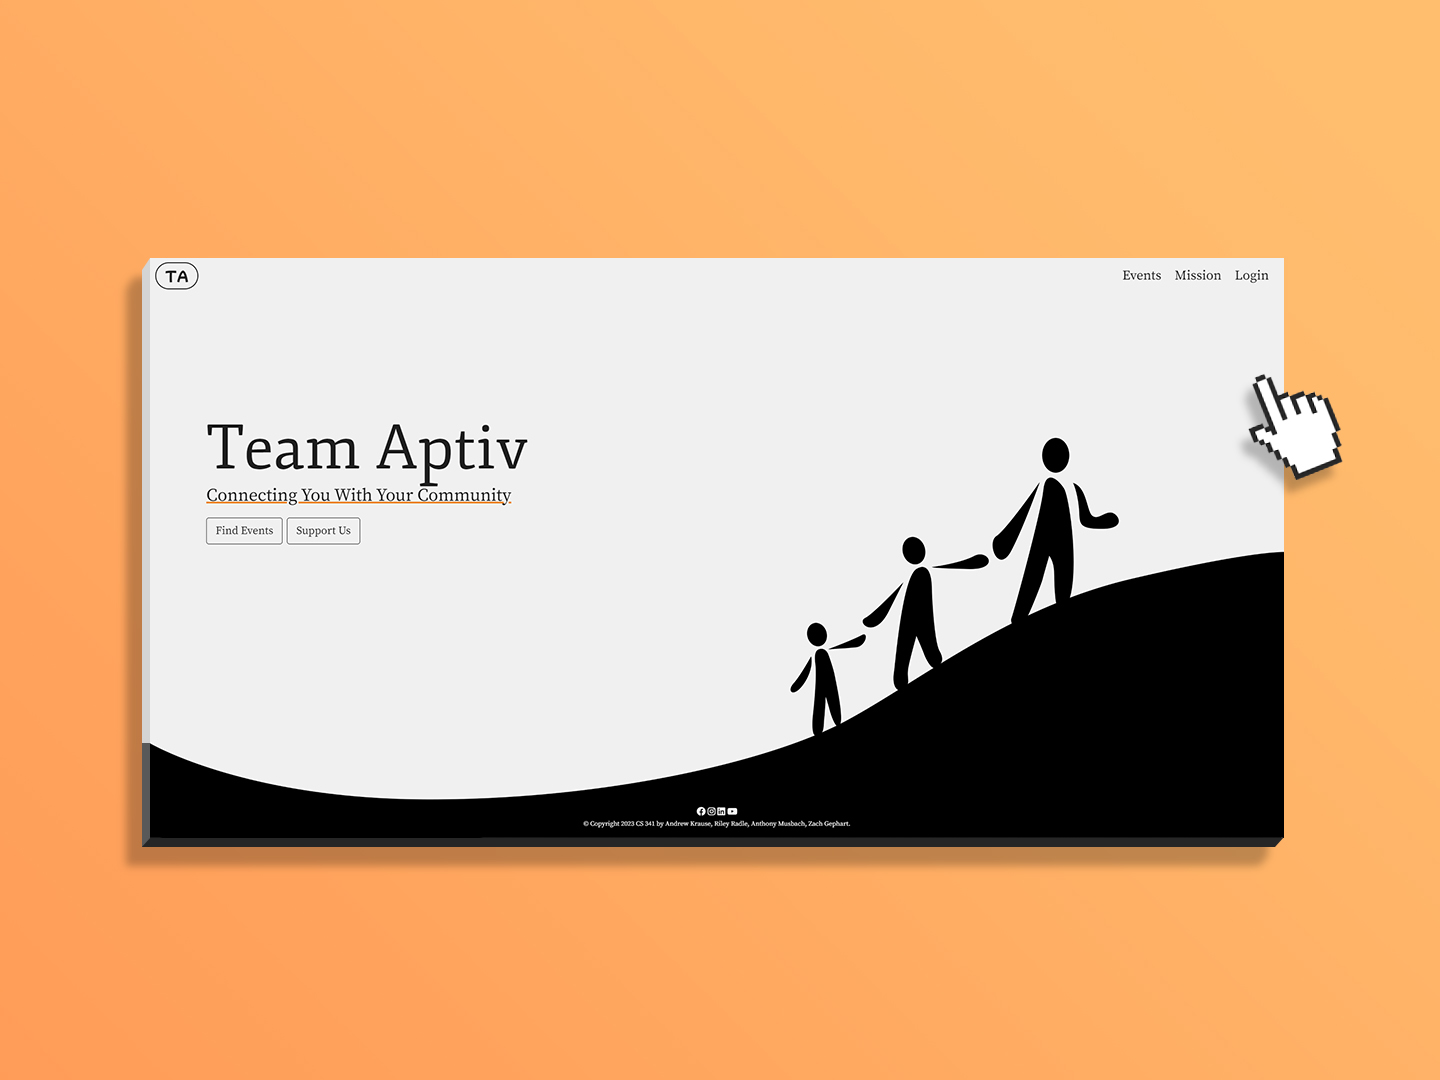 TA
Events Mission Login
Team Aptiv
Connecting You With Your Community
Find Events Support Us
© Copyright 2023 CS 341 by Andrew Krause, Riley Radle, Anthony Musbach, Zach Gephart.